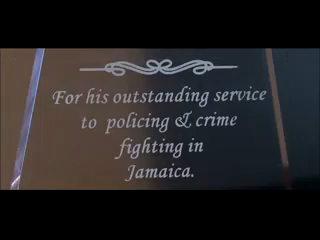 For his outstanding service
to policing & crime
fighting in
Jamaica.